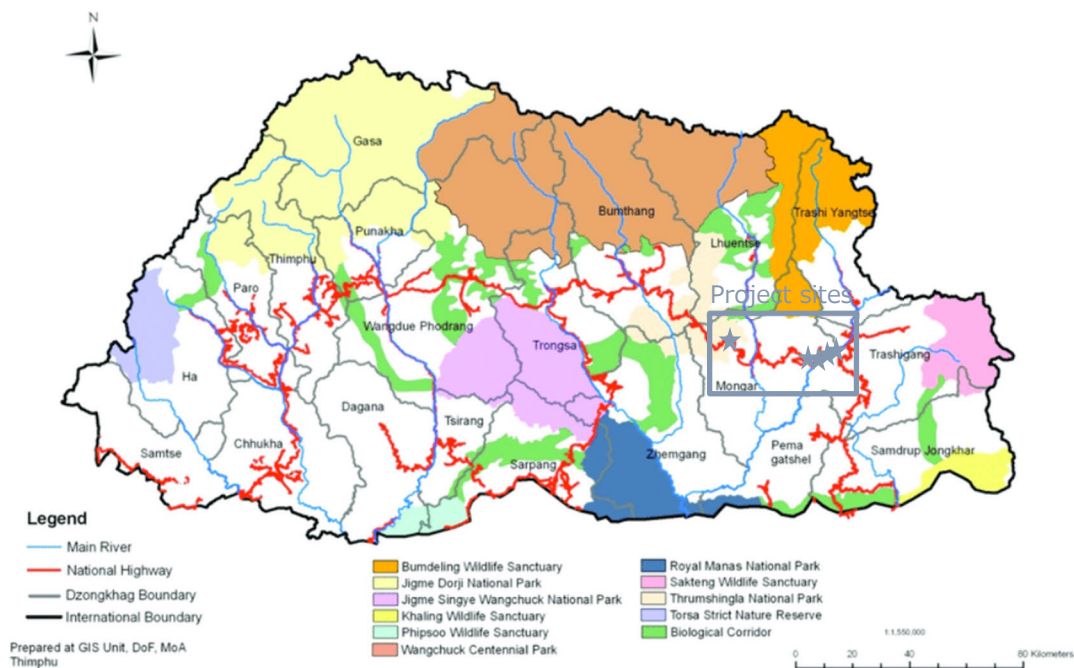 N
Gasa
Bumthang
Trashi Yangtse
Punakha
Lhuentse
Thimphu
Paro
Project sites
Wangdue Phodrang
Trongsa
Trashigang
Ha
Mongar
Dagana
Tsirang
Samtse
Chhukha
Sarpang
Zhemgang
Pema
gatshel
Samdrup Jongkhar
Legend
Main River
National Highway
Dzongkhag Boundary
International Boundary
Prepared at GIS Unit, DoF, MoA
Thimphu
Bumdeling Wildlife Sanctuary
Jigme Dorji National Park
Jigme Singye Wangchuck National Park
Khaling Wildlife Sanctuary
Phipsoo Wildlife Sanctuary
Wangchuck Centennial Park
Royal Manas National Park
Sakteng Wildlife Sanctuary
Thrumshingla National Park
Torsa Strict Nature Reserve
Biological Corridor
1:1,550,000
0 20 40 80 Kilometers